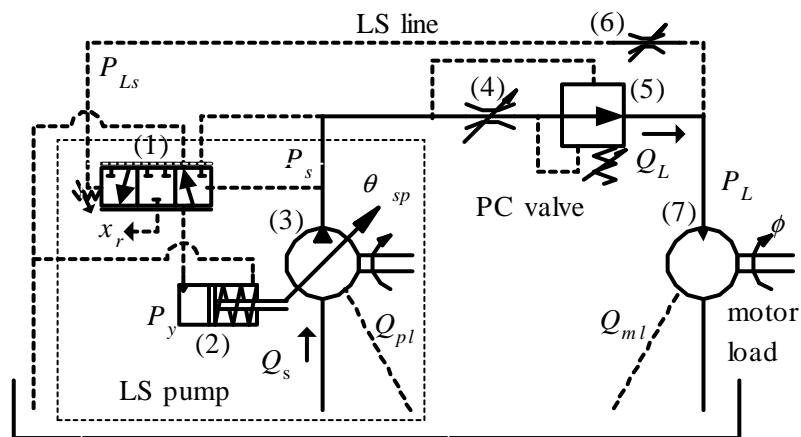 LS line
(6)
P_Ls
(4)
(5)
(1)
P_s
θ_sp
Q_L
PC valve
P_L
(3)
(7)
ϕ
x_r
P_y
(2)
Q_s
Q_pl
Q_ml
motor
load
LS pump